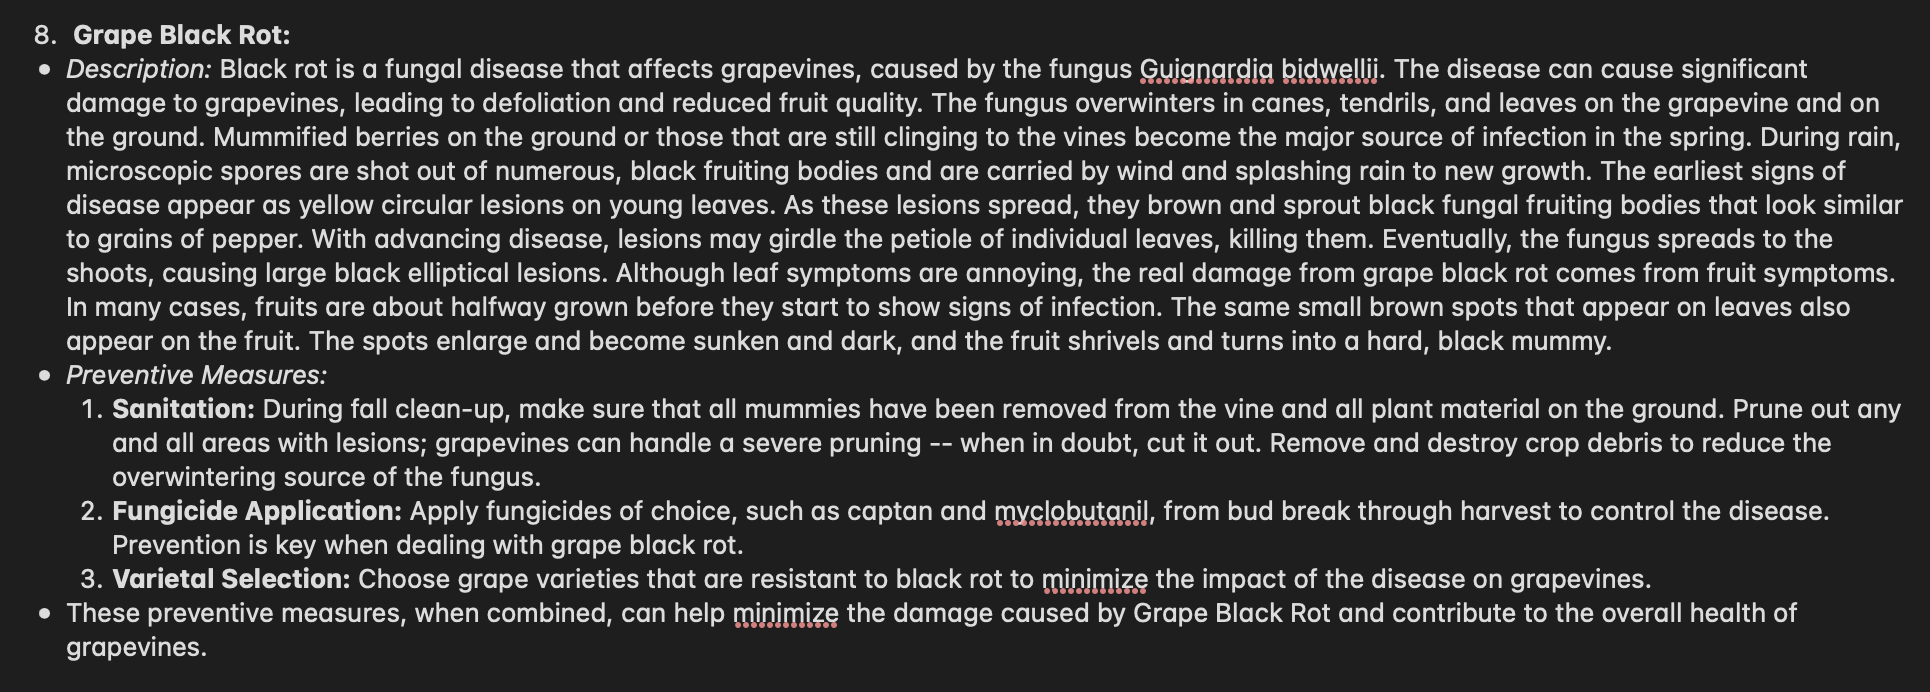 8. Grape Black Rot:
• Description: Black rot is a fungal disease that affects grapevines, caused by the fungus Guignardia bidwellii. The disease can cause significant
damage to grapevines, leading to defoliation and reduced fruit quality. The fungus overwinters in canes, tendrils, and leaves on the grapevine and on
the ground. Mummified berries on the ground or those that are still clinging to the vines become the major source of infection in the spring. During rain,
microscopic spores are shot out of numerous, black fruiting bodies and are carried by wind and splashing rain to new growth. The earliest signs of
disease appear as yellow circular lesions on young leaves. As these lesions spread, they brown and sprout black fungal fruiting bodies that look similar
to grains of pepper. With advancing disease, lesions may girdle the petiole of individual leaves, killing them. Eventually, the fungus spreads to the
shoots, causing large black elliptical lesions. Although leaf symptoms are annoying, the real damage from grape black rot comes from fruit symptoms.
In many cases, fruits are about halfway grown before they start to show signs of infection. The same small brown spots that appear on leaves also
appear on the fruit. The spots enlarge and become sunken and dark, and the fruit shrivels and turns into a hard, black mummy.
• Preventive Measures:
1. Sanitation: During fall clean-up, make sure that all mummies have been removed from the vine and all plant material on the ground. Prune out any
and all areas with lesions; grapevines can handle a severe pruning -- when in doubt, cut it out. Remove and destroy crop debris to reduce the
overwintering source of the fungus.
2. Fungicide Application: Apply fungicides of choice, such as captan and myclobutanil, from bud break through harvest to control the disease.
Prevention is key when dealing with grape black rot.
3. Varietal Selection: Choose grape varieties that are resistant to black rot to minimize the impact of the disease on grapevines.
• These preventive measures, when combined, can help minimize the damage caused by Grape Black Rot and contribute to the overall health of
grapevines.